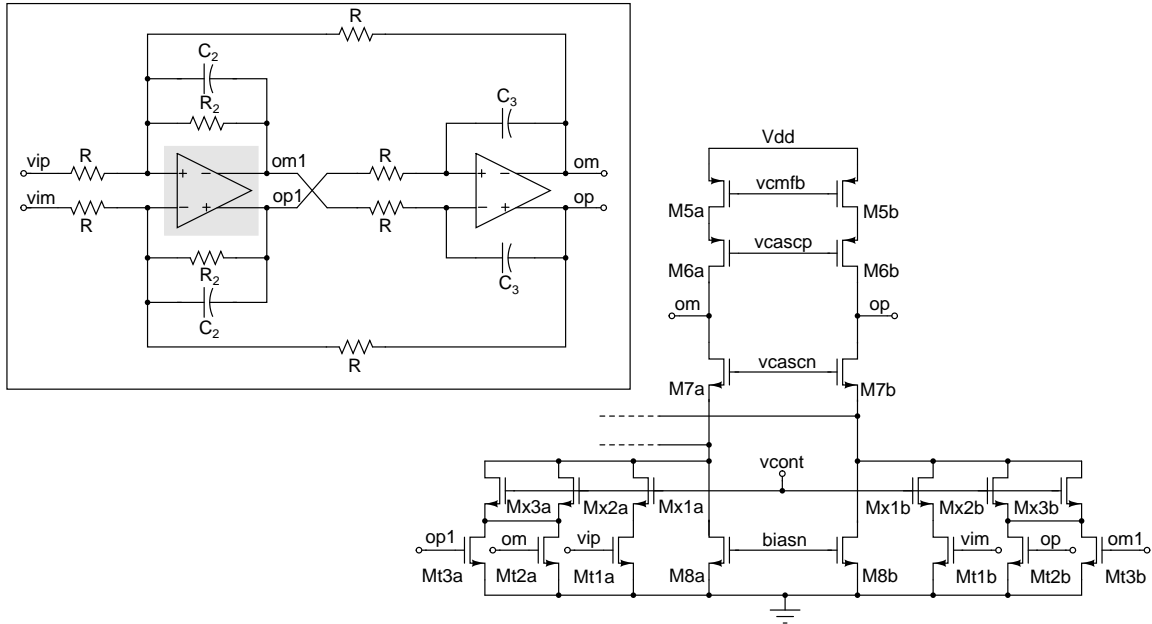 R
C2
R2
C3
vip R + − om1 R + − om
vim R − + op1 R − + op
R2
C2
C3
R
Vdd
vcmfb
M5a M5b
vcascp
M6a M6b
om op
vcascn
M7a M7b
vcont
Mx3a Mx2a Mx1a Mx1b Mx2b Mx3b
op1 om vip biasn vim op om1
Mt3a Mt2a Mt1a M8a M8b Mt1b Mt2b Mt3b